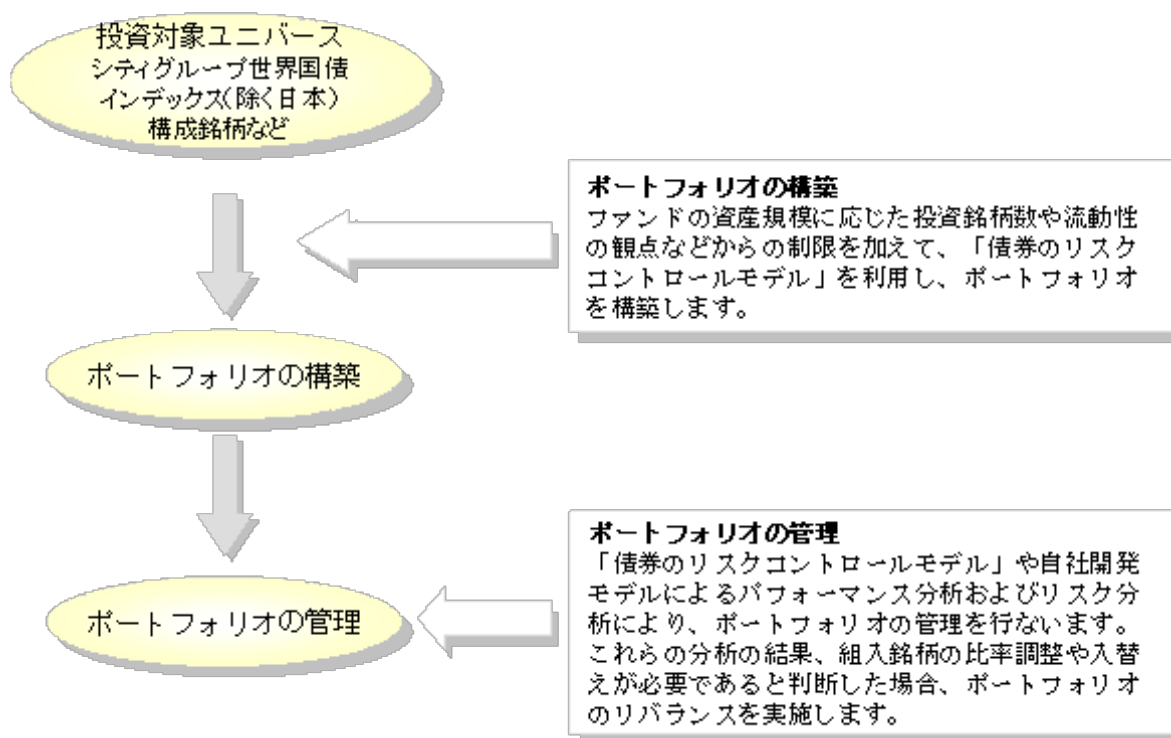 投資対象ユニバース
シティグループ世界国債
インデックス(除く日本)
構成銘柄など
ポートフォリオの構築
ファンドの資産規模に応じた投資銘柄数や流動性
の観点などからの制限を加えて、「債券のリスク
コントロールモデル」を利用し、ポートフォリオ
を構築します。
ポートフォリオの構築
ポートフォリオの管理
「債券のリスクコントロールモデル」や自社開発
モデルによるパフォーマンス分析およびリスク分
析により、ポートフォリオの管理を行ないます。
これらの分析の結果、組入銘柄の比率調整や入替
えが必要であると判断した場合、ポートフォリオ
のリバランスを実施します。
ポートフォリオの管理